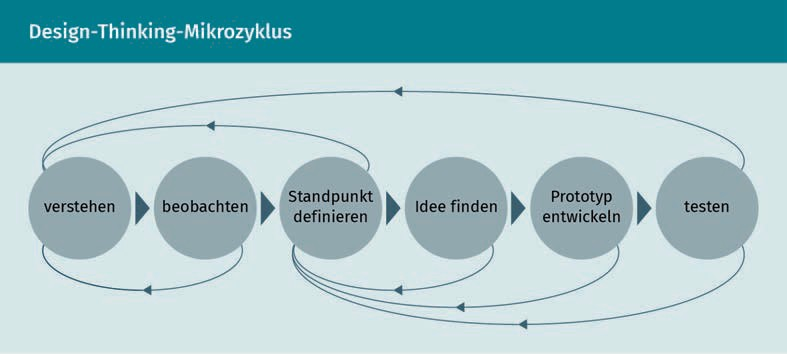 Design-Thinking-Mikrozyklus
verstehen
beobachten
Standpunkt
definieren
Idee finden
Prototyp
entwickeln
testen